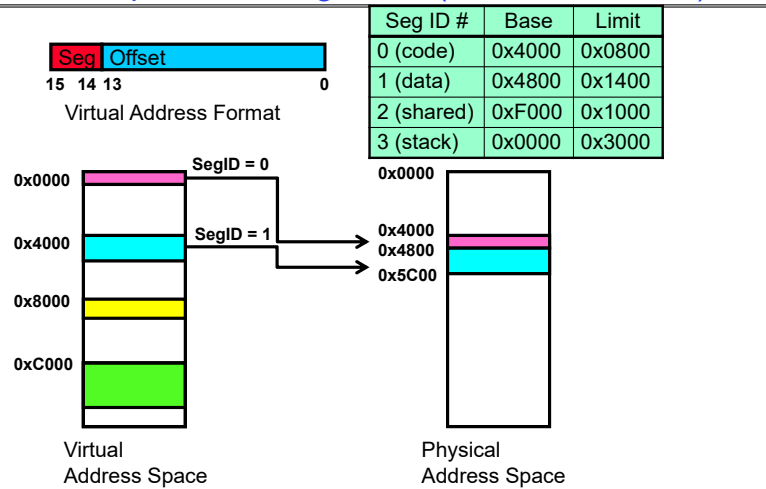 Seg ID # Base Limit
0 (code) 0x4000 0x0800
1 (data) 0x4800 0x1400
2 (shared) 0xF000 0x1000
3 (stack) 0x0000 0x3000
Seg Offset
15 14 13 0
Virtual Address Format
SegID = 0
0x0000
0x4000
SegID = 1
0x8000
0xC000
Virtual
Address Space
0x0000
0x4000
0x4800
0x5C00
Physical
Address Space